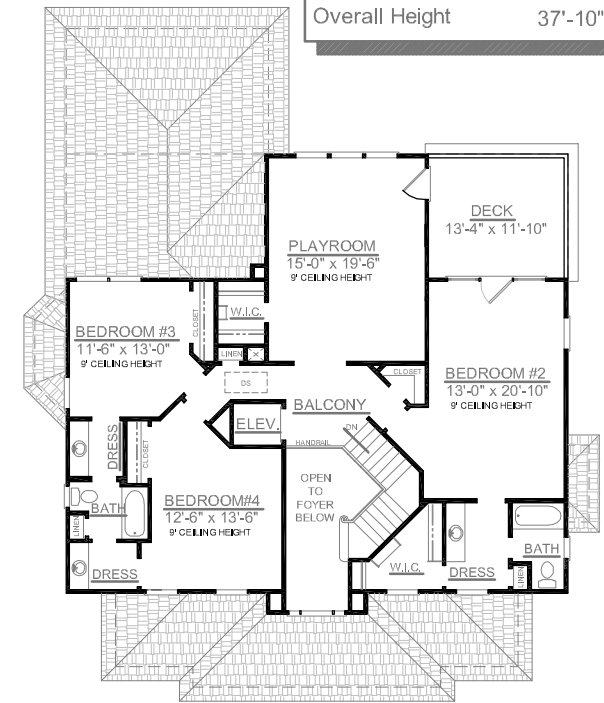 Overall Height 37'-10"
DECK
13'-4" x 11'-10"
PLAYROOM
15'-0" x 19'-6"
9' CEILING HEIGHT
W.I.C.
CLOSET
BEDROOM #3
11'-6" x 13'-0"
9' CEILING HEIGHT
LINEN
DS
CLOSET
BEDROOM #2
13'-0" x 20'-10"
9' CEILING HEIGHT
BALCONY
ELEV.
DN
HANDRAIL
DRESS
CLOSET
OPEN
TO
FOYER
BELOW
BEDROOM#4
12'-6" x 13'-6"
9' CEILING HEIGHT
BATH
LINEN
DRESS
W.I.C.
DRESS
LINEN
BATH